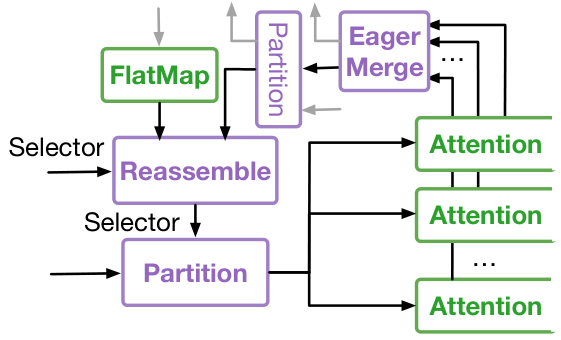 Partition
Eager
Merge
...
FlatMap
Attention
Selector
Reassemble
Attention
Selector
Partition
...
Attention